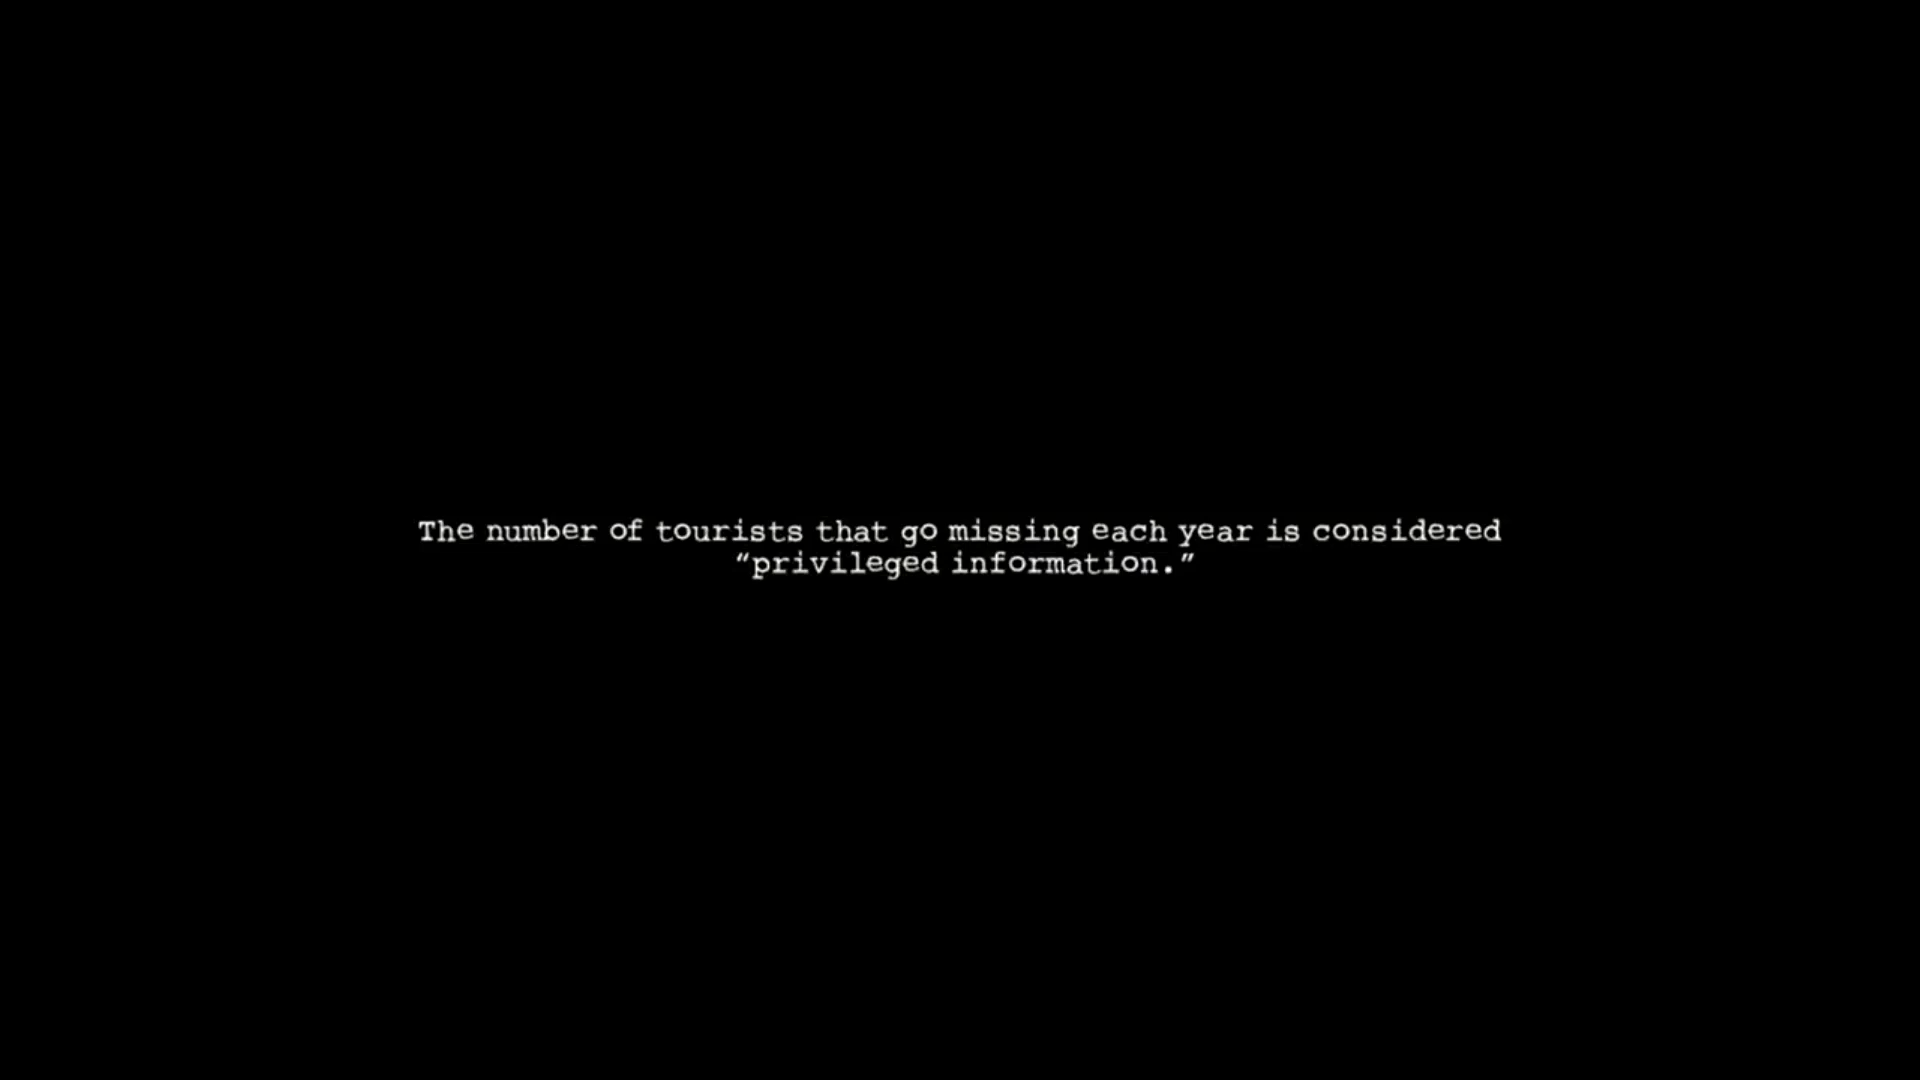 The number of tourists that go missing each year is considered
“privileged information.”